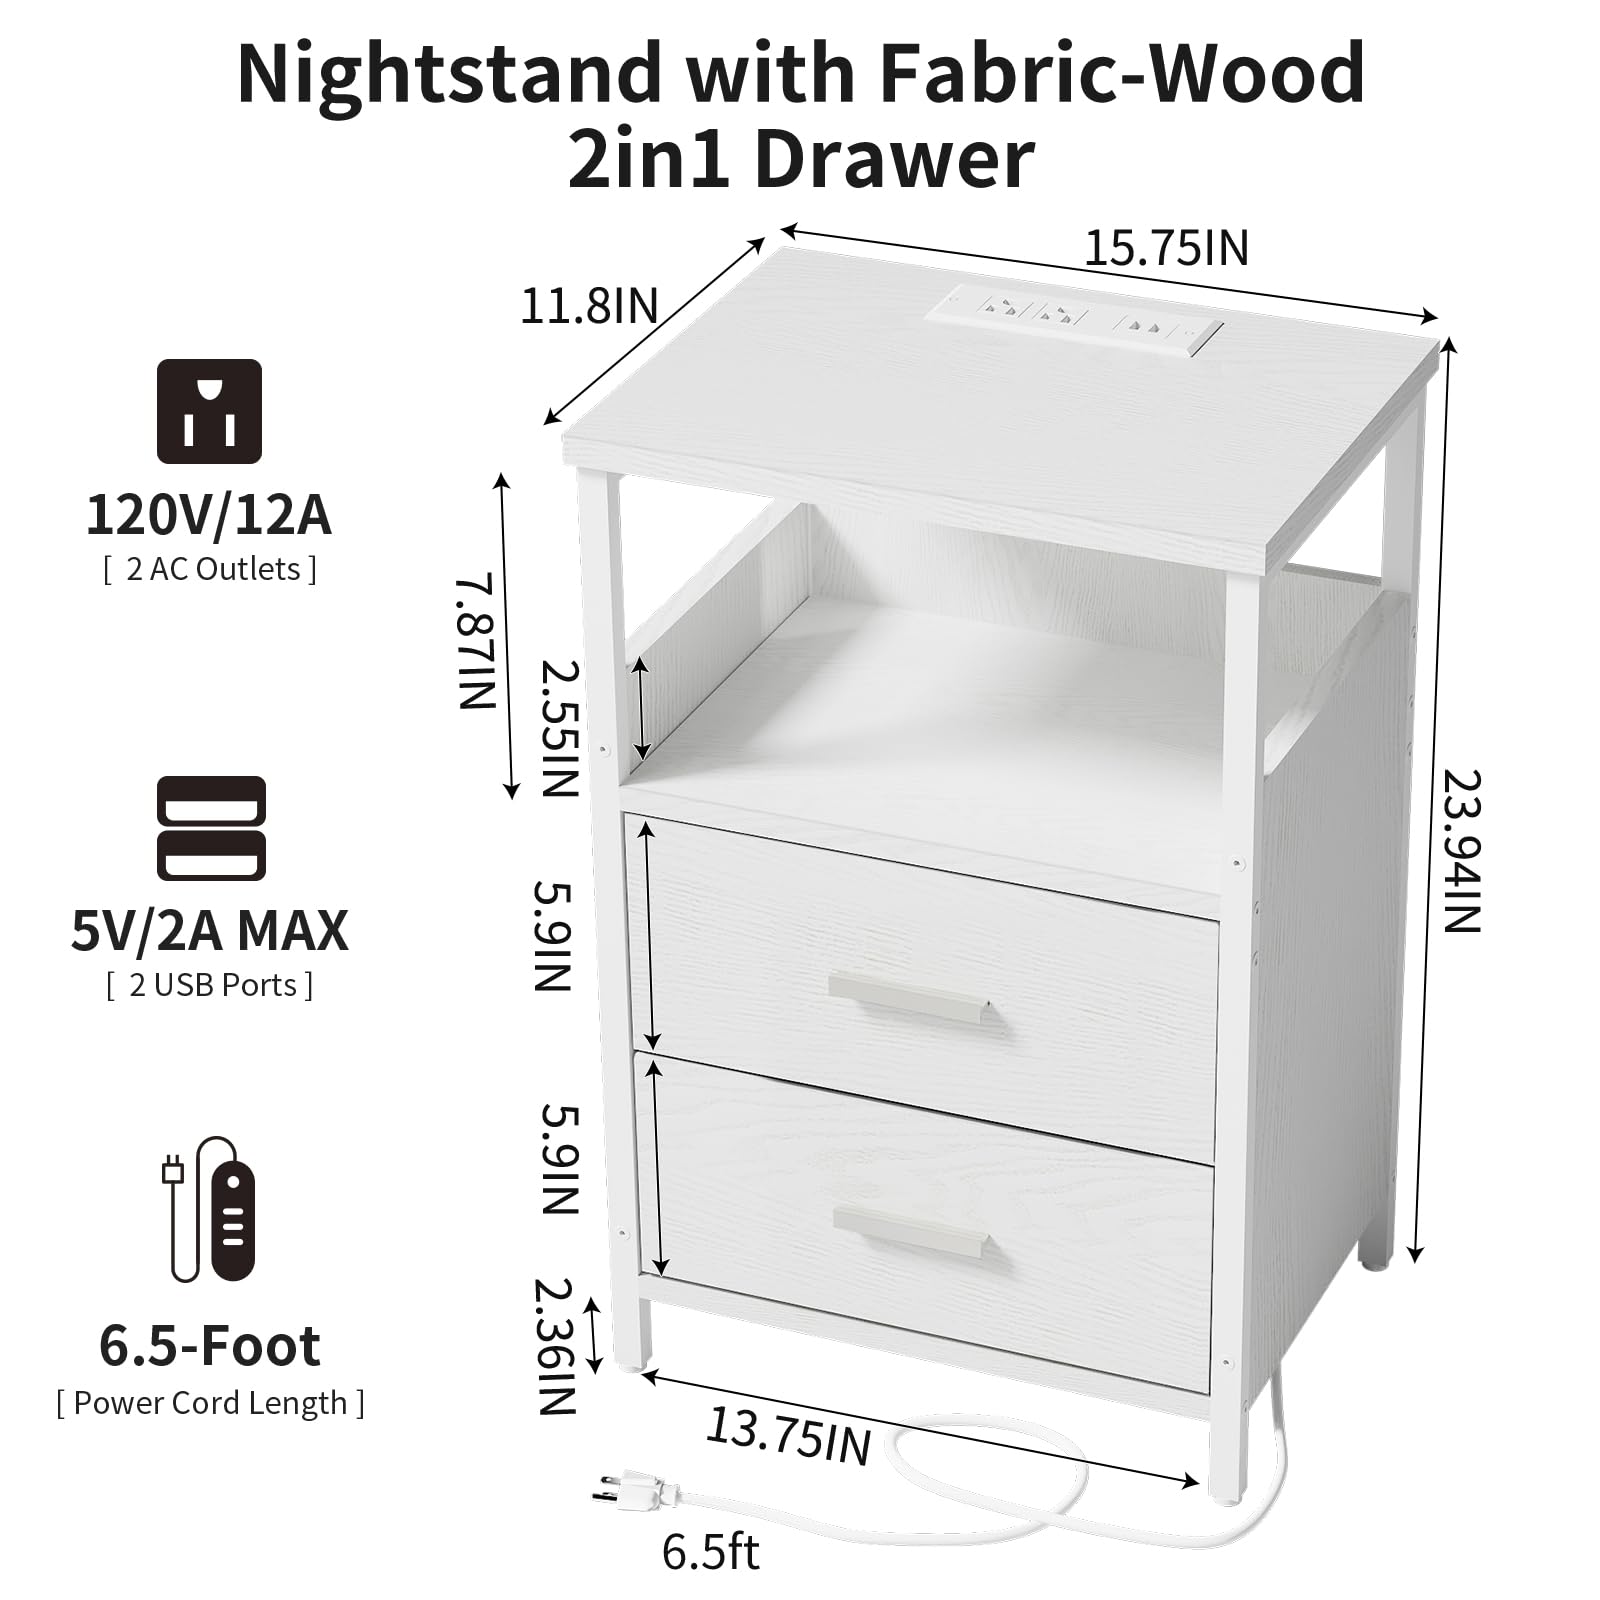 Nightstand with Fabric-Wood
2in1 Drawer
15.75IN
11.8IN
120V/12A
[ 2 AC Outlets ]
7.87IN
2.55IN
23.94IN
5V/2A MAX
[ 2 USB Ports ]
5.9IN
5.9IN
6.5-Foot
[ Power Cord Length ]
2.36IN
13.75IN
6.5ft